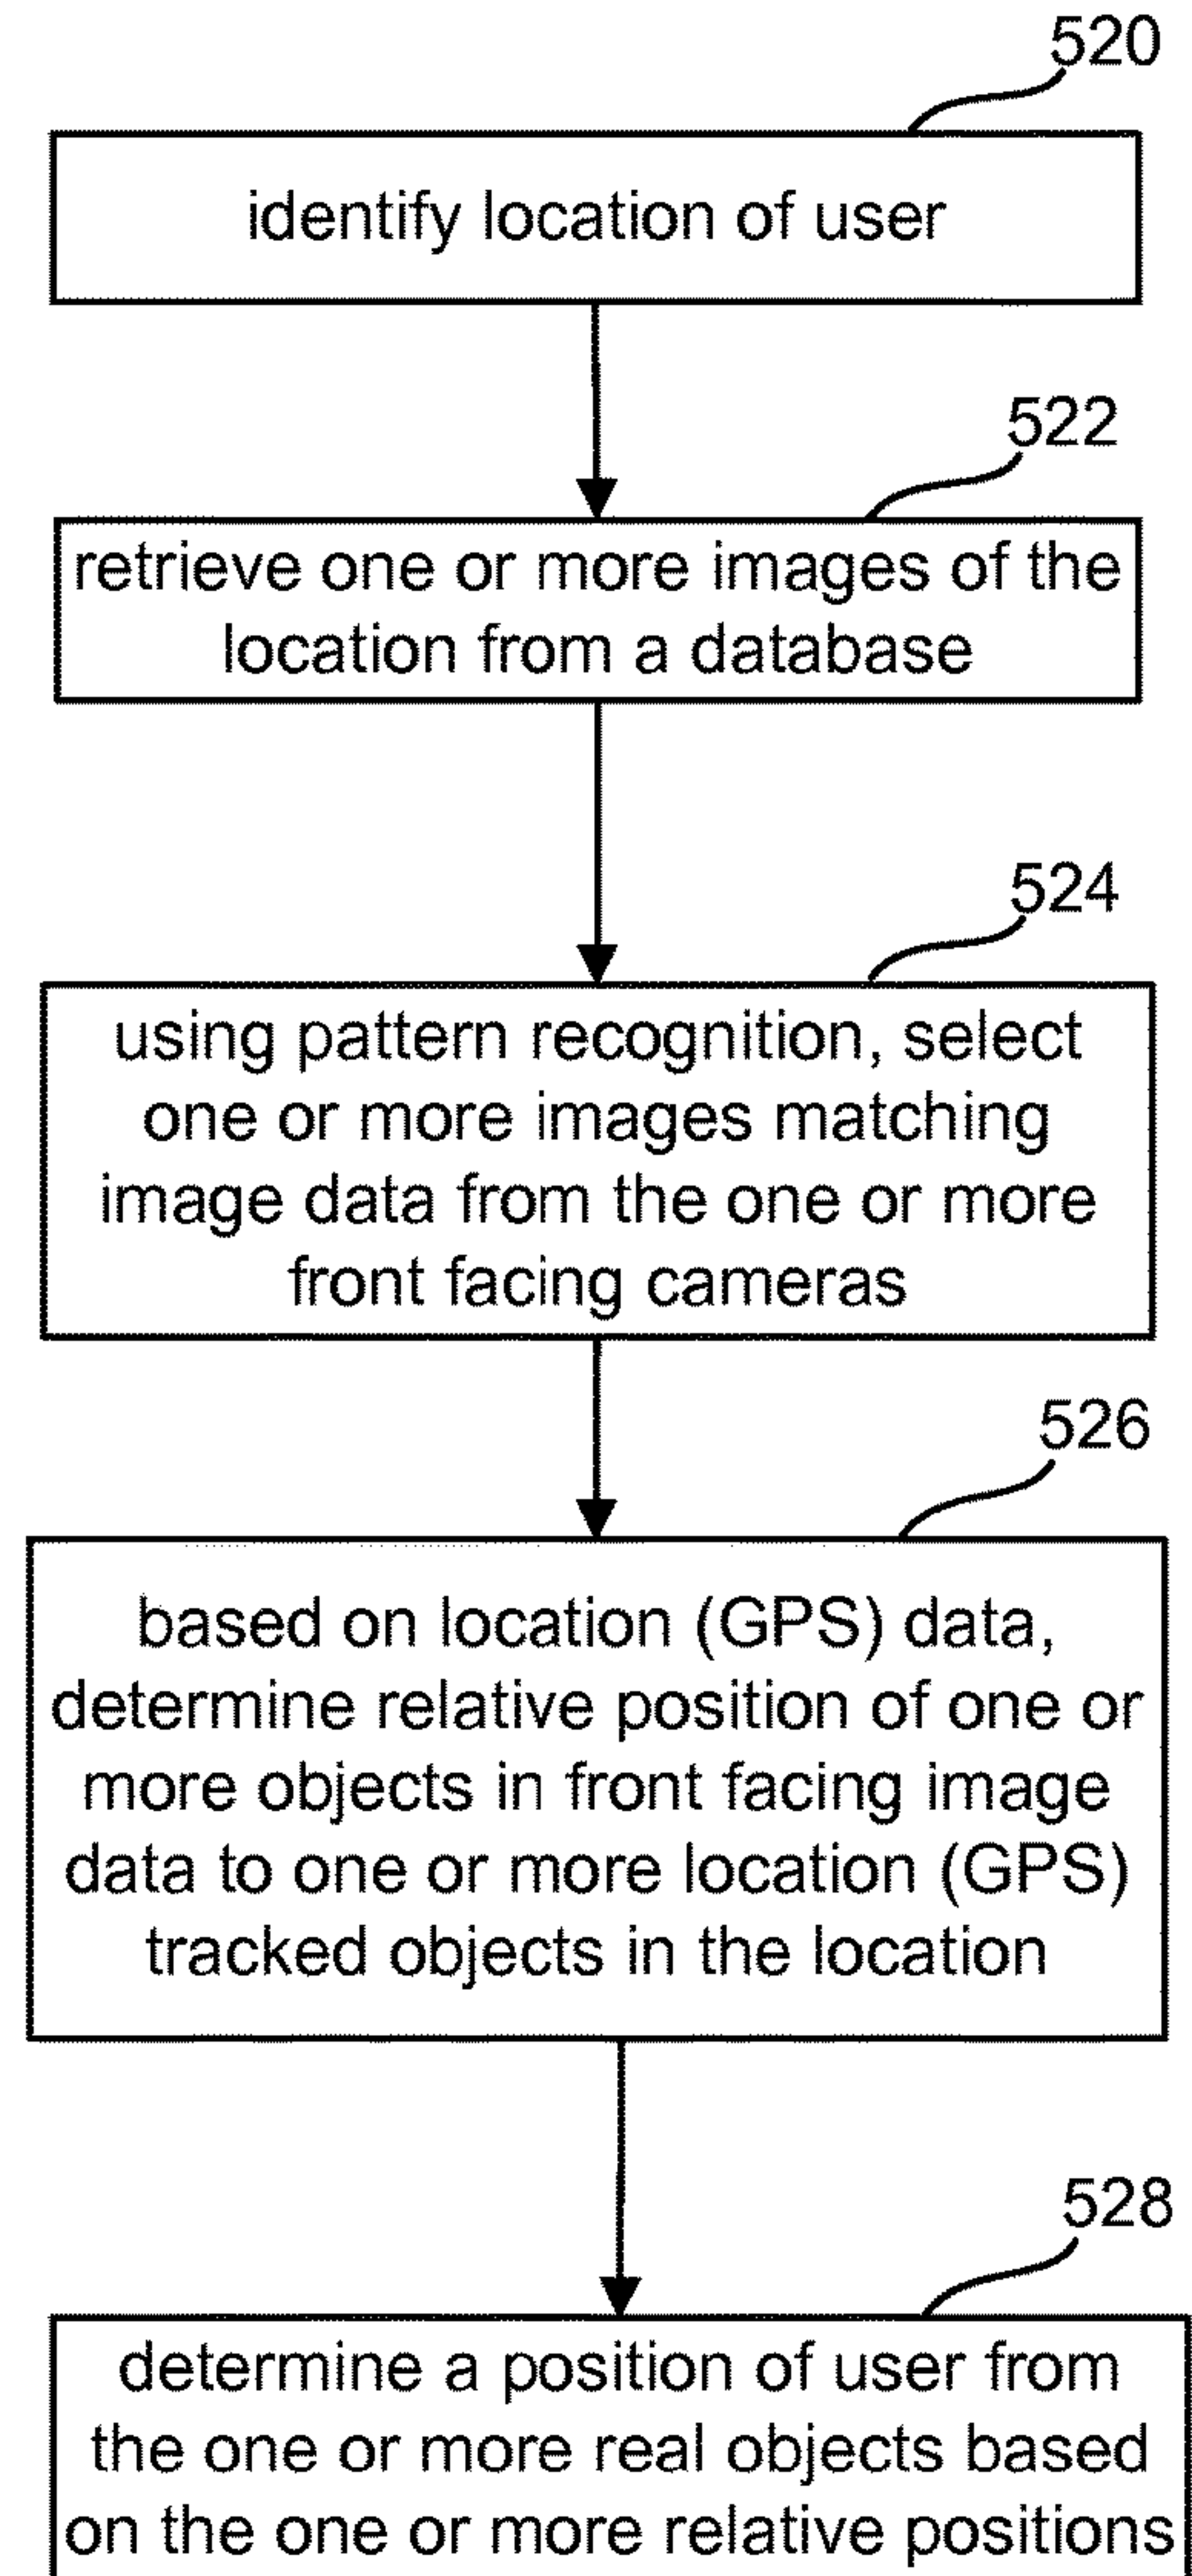 520
identify location of user
522
retrieve one or more images of the
location from a database
524
using pattern recognition, select
one or more images matching
image data from the one or more
front facing cameras
526
based on location (GPS) data,
determine relative position of one or
more objects in front facing image
data to one or more location (GPS)
tracked objects in the location
528
determine a position of user from
the one or more real objects based
on the one or more relative positions